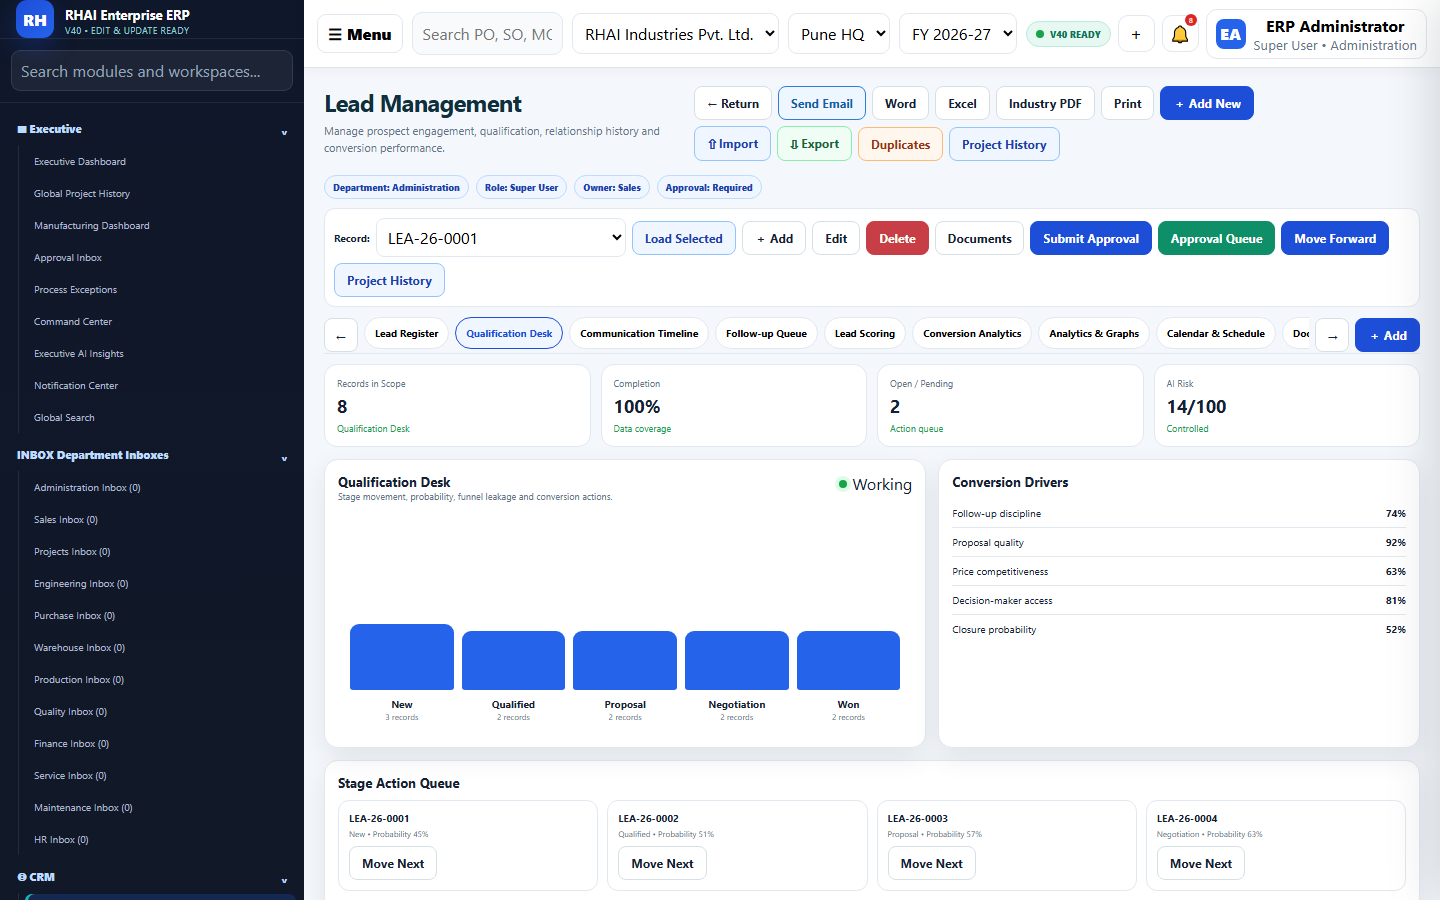 RH
RHAI Enterprise ERP
V40 • EDIT & UPDATE READY
Search modules and workspaces...
Executive
Executive Dashboard
Global Project History
Manufacturing Dashboard
Approval Inbox
Process Exceptions
Command Center
Executive AI Insights
Notification Center
Global Search
INBOX Department Inboxes
Administration Inbox (0)
Sales Inbox (0)
Projects Inbox (0)
Engineering Inbox (0)
Purchase Inbox (0)
Warehouse Inbox (0)
Production Inbox (0)
Quality Inbox (0)
Finance Inbox (0)
Service Inbox (0)
Maintenance Inbox (0)
HR Inbox (0)
CRM
☰ Menu
Search PO, SO, MO
RHAI Industries Pvt. Ltd.
Pune HQ
FY 2026-27
V40 READY
+
8
EA
ERP Administrator
Super User • Administration
Lead Management
Manage prospect engagement, qualification, relationship history and
conversion performance.
← Return
Send Email
Word
Excel
Industry PDF
Print
+ Add New
⇧ Import
⇩ Export
Duplicates
Project History
Department: Administration
Role: Super User
Owner: Sales
Approval: Required
Record:
LEA-26-0001
Load Selected
+ Add
Edit
Delete
Documents
Submit Approval
Approval Queue
Move Forward
Project History
←
Lead Register
Qualification Desk
Communication Timeline
Follow-up Queue
Lead Scoring
Conversion Analytics
Analytics & Graphs
Calendar & Schedule
→
+ Add
Records in Scope
8
Qualification Desk
Completion
100%
Data coverage
Open / Pending
2
Action queue
AI Risk
14/100
Controlled
Qualification Desk
Stage movement, probability, funnel leakage and conversion actions.
Working
New
3 records
Qualified
2 records
Proposal
2 records
Negotiation
2 records
Won
2 records
Conversion Drivers
Follow-up discipline 74%
Proposal quality 92%
Price competitiveness 63%
Decision-maker access 81%
Closure probability 52%
Stage Action Queue
LEA-26-0001
New • Probability 45%
Move Next
LEA-26-0002
Qualified • Probability 51%
Move Next
LEA-26-0003
Proposal • Probability 57%
Move Next
LEA-26-0004
Negotiation • Probability 63%
Move Next